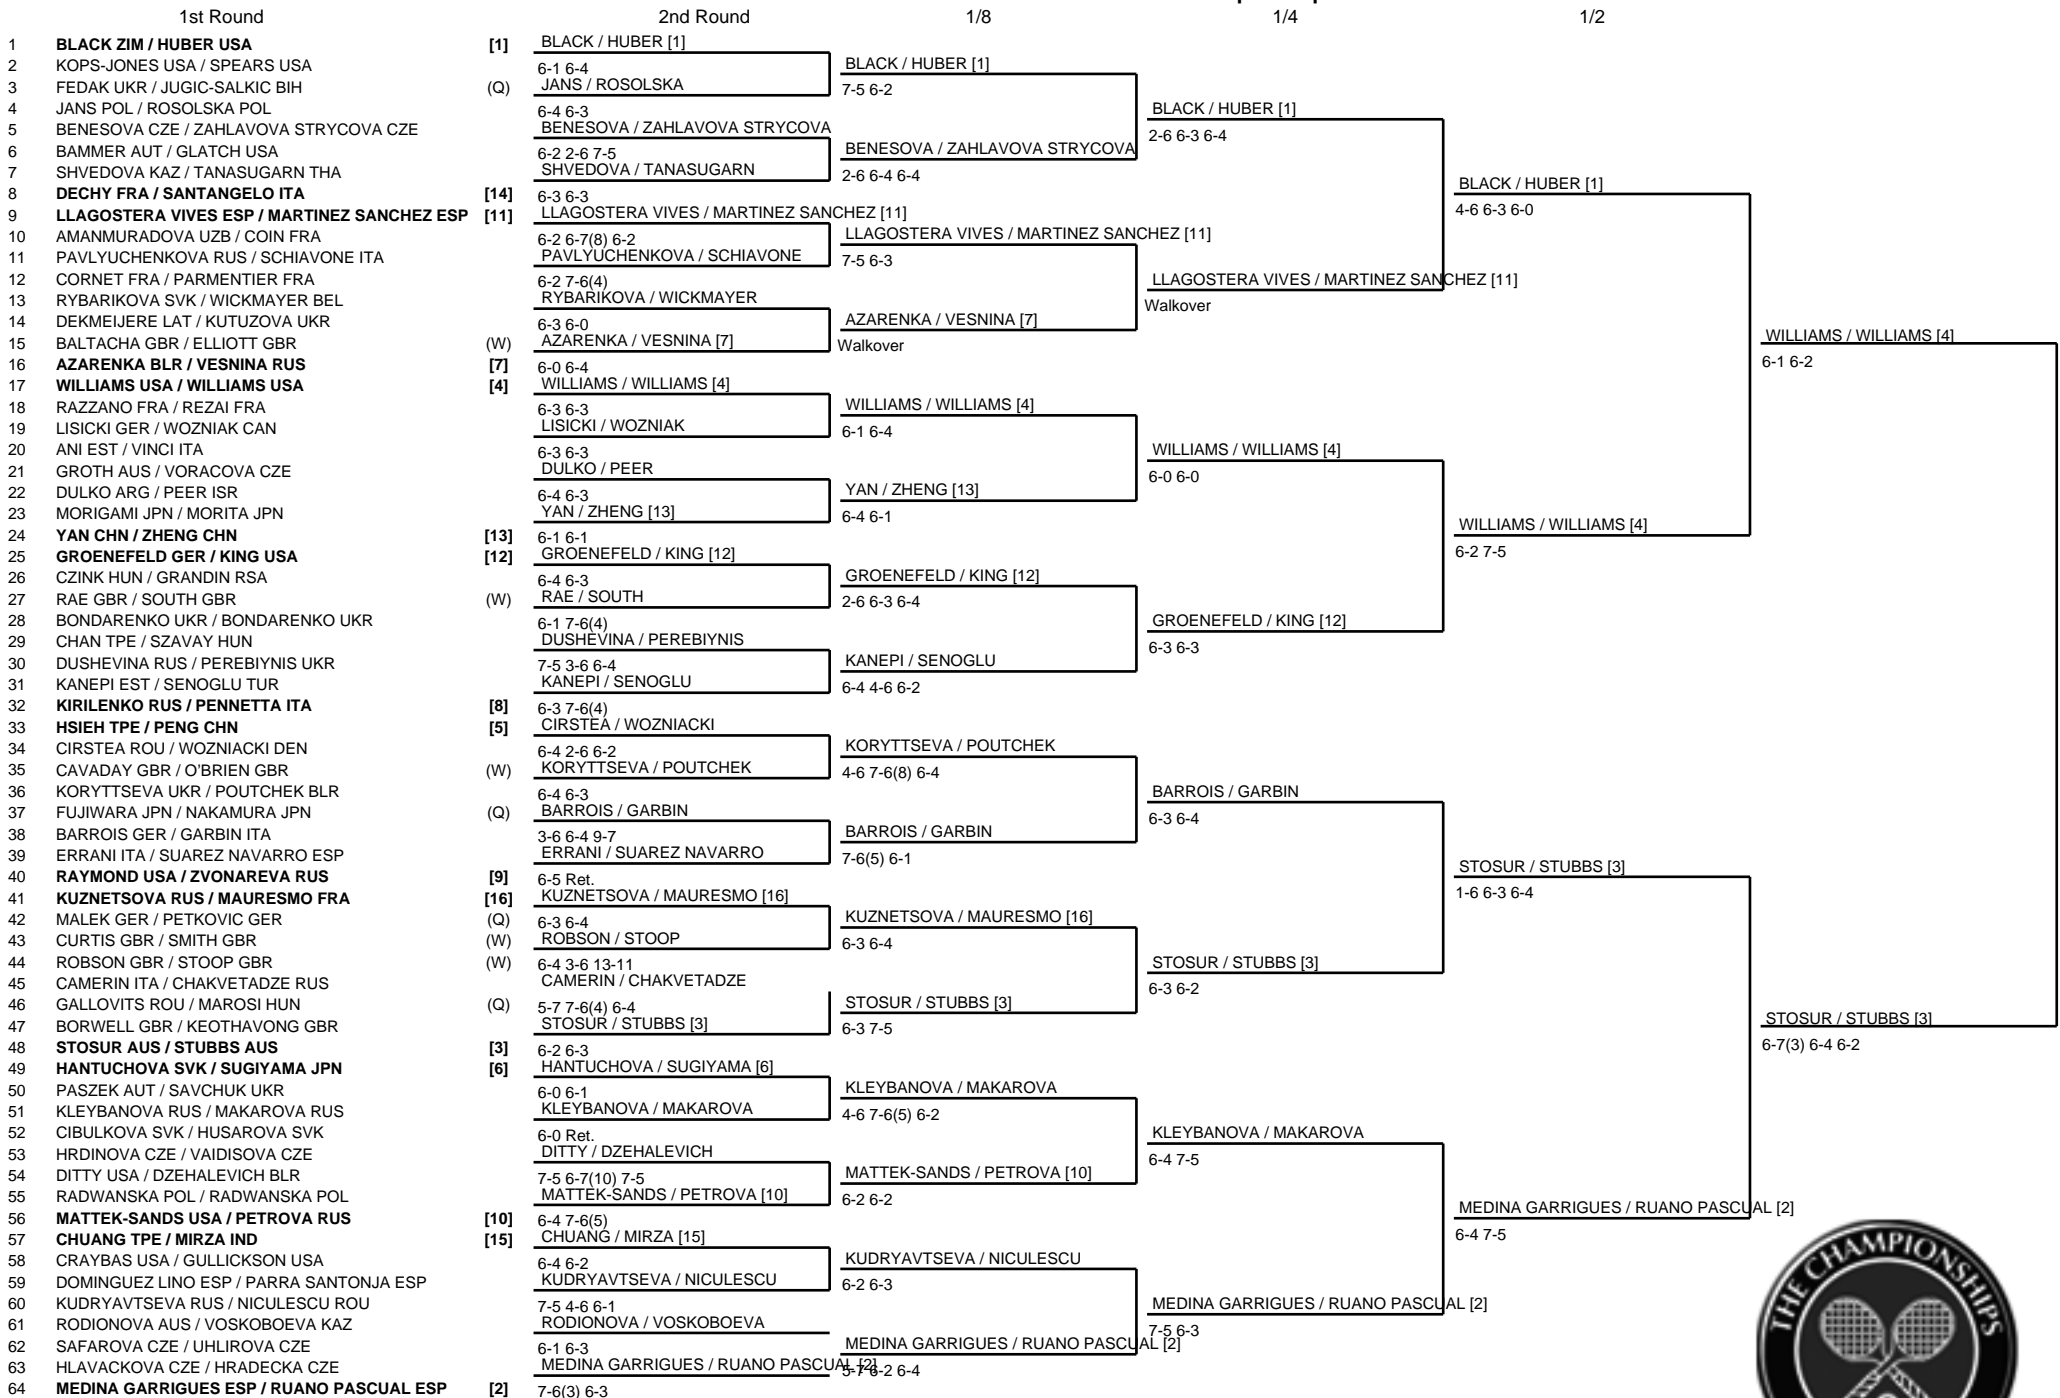 1st Round 2nd Round 1/8 1/4 1/2
1 BLACK ZIM / HUBER USA [1]
2 KOPS-JONES USA / SPEARS USA
3 FEDAK UKR / JUGIC-SALKIC BIH (Q)
4 JANS POL / ROSOLSKA POL
5 BENESOVA CZE / ZAHLAVOVA STRYCOVA CZE
6 BAMMER AUT / GLATCH USA
7 SHVEDOVA KAZ / TANASUGARN THA
8 DECHY FRA / SANTANGELO ITA [14]
9 LLAGOSTERA VIVES ESP / MARTINEZ SANCHEZ ESP [11]
10 AMANMURADOVA UZB / COIN FRA
11 PAVLYUCHENKOVA RUS / SCHIAVONE ITA
12 CORNET FRA / PARMENTIER FRA
13 RYBARIKOVA SVK / WICKMAYER BEL
14 DEKMEIJERE LAT / KUTUZOVA UKR
15 BALTACHA GBR / ELLIOTT GBR (W)
16 AZARENKA BLR / VESNINA RUS [7]
17 WILLIAMS USA / WILLIAMS USA [4]
18 RAZZANO FRA / REZAI FRA
19 LISICKI GER / WOZNIAK CAN
20 ANI EST / VINCI ITA
21 GROTH AUS / VORACOVA CZE
22 DULKO ARG / PEER ISR
23 MORIGAMI JPN / MORITA JPN
24 YAN CHN / ZHENG CHN [13]
25 GROENEFELD GER / KING USA [12]
26 CZINK HUN / GRANDIN RSA
27 RAE GBR / SOUTH GBR (W)
28 BONDARENKO UKR / BONDARENKO UKR
29 CHAN TPE / SZAVAY HUN
30 DUSHEVINA RUS / PEREBIYNIS UKR
31 KANEPI EST / SENOGLU TUR
32 KIRILENKO RUS / PENNETTA ITA [8]
33 HSIEH TPE / PENG CHN [5]
34 CIRSTEA ROU / WOZNIACKI DEN
35 CAVADAY GBR / O'BRIEN GBR (W)
36 KORYTTSEVA UKR / POUTCHEK BLR
37 FUJIWARA JPN / NAKAMURA JPN (Q)
38 BARROIS GER / GARBIN ITA
39 ERRANI ITA / SUAREZ NAVARRO ESP
40 RAYMOND USA / ZVONAREVA RUS [9]
41 KUZNETSOVA RUS / MAURESMO FRA [16]
42 MALEK GER / PETKOVIC GER (Q)
43 CURTIS GBR / SMITH GBR (W)
44 ROBSON GBR / STOOP GBR (W)
45 CAMERIN ITA / CHAKVETADZE RUS
46 GALLOVITS ROU / MAROSI HUN (Q)
47 BORWELL GBR / KEOTHAVONG GBR
48 STOSUR AUS / STUBBS AUS [3]
49 HANTUCHOVA SVK / SUGIYAMA JPN [6]
50 PASZEK AUT / SAVCHUK UKR
51 KLEYBANOVA RUS / MAKAROVA RUS
52 CIBULKOVA SVK / HUSAROVA SVK
53 HRDINOVA CZE / VAIDISOVA CZE
54 DITTY USA / DZEHALEVICH BLR
55 RADWANSKA POL / RADWANSKA POL
56 MATTEK-SANDS USA / PETROVA RUS [10]
57 CHUANG TPE / MIRZA IND [15]
58 CRAYBAS USA / GULLICKSON USA
59 DOMINGUEZ LINO ESP / PARRA SANTONJA ESP
60 KUDRYAVTSEVA RUS / NICULESCU ROU
61 RODIONOVA AUS / VOSKOBOEVA KAZ
62 SAFAROVA CZE / UHLIROVA CZE
63 HLAVACKOVA CZE / HRADECKA CZE
64 MEDINA GARRIGUES ESP / RUANO PASCUAL ESP [2]
BLACK / HUBER [1]
6-1 6-4
JANS / ROSOLSKA
6-4 6-3
BENESOVA / ZAHLAVOVA STRYCOVA
6-2 2-6 7-5
SHVEDOVA / TANASUGARN
6-3 6-3
LLAGOSTERA VIVES / MARTINEZ SANCHEZ [11]
6-2 6-7(8) 6-2
PAVLYUCHENKOVA / SCHIAVONE
6-2 7-6(4)
RYBARIKOVA / WICKMAYER
6-3 6-0
AZARENKA / VESNINA [7]
6-0 6-4
WILLIAMS / WILLIAMS [4]
6-3 6-3
LISICKI / WOZNIAK
6-3 6-3
DULKO / PEER
6-4 6-3
YAN / ZHENG [13]
6-1 6-1
GROENEFELD / KING [12]
6-4 6-3
RAE / SOUTH
6-1 7-6(4)
DUSHEVINA / PEREBIYNIS
7-5 3-6 6-4
KANEPI / SENOGLU
6-3 7-6(4)
CIRSTEA / WOZNIACKI
6-4 2-6 6-2
KORYTTSEVA / POUTCHEK
6-4 6-3
BARROIS / GARBIN
3-6 6-4 9-7
ERRANI / SUAREZ NAVARRO
6-5 Ret.
KUZNETSOVA / MAURESMO [16]
6-3 6-4
ROBSON / STOOP
6-4 3-6 13-11
CAMERIN / CHAKVETADZE
5-7 7-6(4) 6-4
STOSUR / STUBBS [3]
6-2 6-3
HANTUCHOVA / SUGIYAMA [6]
6-0 6-1
KLEYBANOVA / MAKAROVA
6-0 Ret.
DITTY / DZEHALEVICH
7-5 6-7(10) 7-5
MATTEK-SANDS / PETROVA [10]
6-4 7-6(5)
CHUANG / MIRZA [15]
6-4 6-2
KUDRYAVTSEVA / NICULESCU
7-5 4-6 6-1
RODIONOVA / VOSKOBOEVA
6-1 6-3
MEDINA GARRIGUES / RUANO PASCUAL [2]
7-6(3) 6-3
BLACK / HUBER [1]
7-5 6-2
BENESOVA / ZAHLAVOVA STRYCOVA
2-6 6-4 6-4
LLAGOSTERA VIVES / MARTINEZ SANCHEZ [11]
7-5 6-3
AZARENKA / VESNINA [7]
Walkover
WILLIAMS / WILLIAMS [4]
6-1 6-4
YAN / ZHENG [13]
6-4 6-1
GROENEFELD / KING [12]
2-6 6-3 6-4
KANEPI / SENOGLU
6-4 4-6 6-2
KORYTTSEVA / POUTCHEK
4-6 7-6(8) 6-4
BARROIS / GARBIN
7-6(5) 6-1
KUZNETSOVA / MAURESMO [16]
6-3 6-4
STOSUR / STUBBS [3]
6-3 7-5
KLEYBANOVA / MAKAROVA
4-6 7-6(5) 6-2
MATTEK-SANDS / PETROVA [10]
6-2 6-2
KUDRYAVTSEVA / NICULESCU
6-2 6-3
MEDINA GARRIGUES / RUANO PASCUAL [2]
5-7 6-2 6-4
BLACK / HUBER [1]
2-6 6-3 6-4
LLAGOSTERA VIVES / MARTINEZ SANCHEZ [11]
Walkover
WILLIAMS / WILLIAMS [4]
6-0 6-0
GROENEFELD / KING [12]
6-3 6-3
BARROIS / GARBIN
6-3 6-4
STOSUR / STUBBS [3]
6-3 6-2
KLEYBANOVA / MAKAROVA
6-4 7-5
MEDINA GARRIGUES / RUANO PASCUAL [2]
7-5 6-3
BLACK / HUBER [1]
4-6 6-3 6-0
WILLIAMS / WILLIAMS [4]
6-2 7-5
STOSUR / STUBBS [3]
1-6 6-3 6-4
MEDINA GARRIGUES / RUANO PASCUAL [2]
6-4 7-5
WILLIAMS / WILLIAMS [4]
6-1 6-2
STOSUR / STUBBS [3]
6-7(3) 6-4 6-2
THE CHAMPIONSHIPS